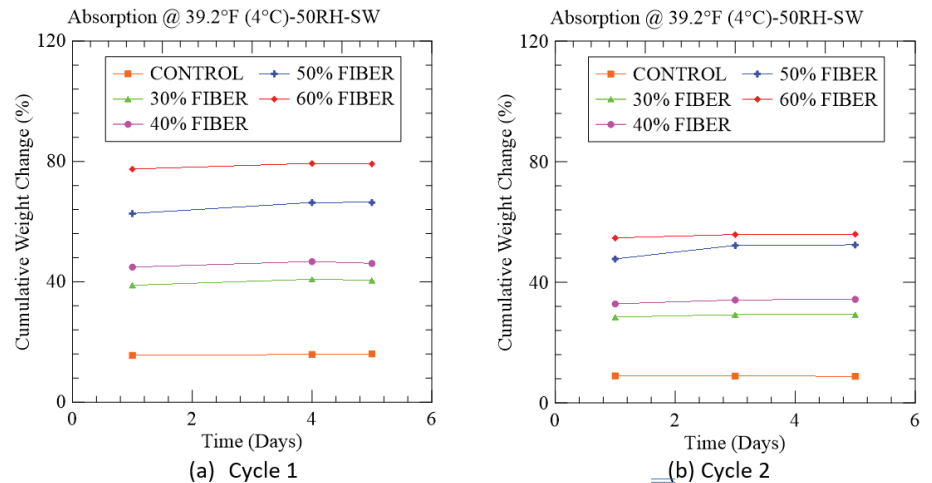 Absorption @ 39.2°F (4°C)-50RH-SW
120
CONTROL 50% FIBER
30% FIBER 60% FIBER
40% FIBER
80
40
0
Cumulative Weight Change (%)
0 2 4 6
Time (Days)
(a) Cycle 1
Absorption @ 39.2°F (4°C)-50RH-SW
120
CONTROL 50% FIBER
30% FIBER 60% FIBER
40% FIBER
80
40
0
Cumulative Weight Change (%)
0 2 4 6
Time (Days)
(b) Cycle 2